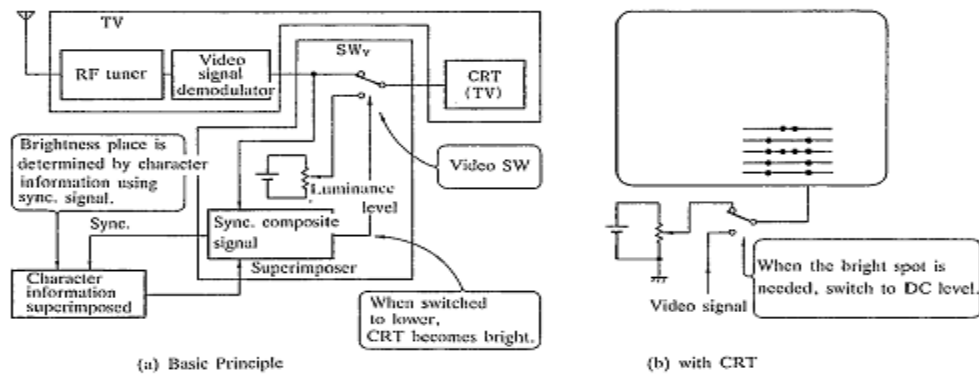 TV
RF tuner
Video
signal
demodulator
SWv
CRT
(TV)
Video SW
Brightness place is
determined by character
information using
sync. signal.
Luminance
level
Sync.
Sync. composite
signal
Superimposer
Character
information
superimposed
When switched
to lower,
CRT becomes bright.
(a) Basic Principle
Video signal
When the bright spot is
needed, switch to DC level.
(b) with CRT